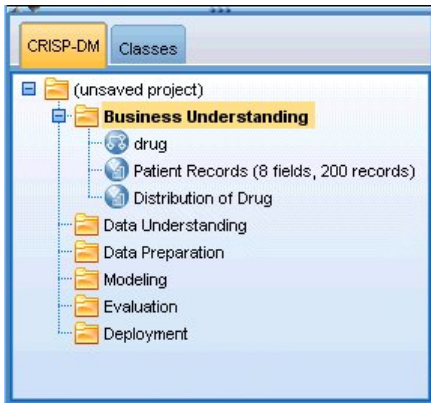 CRISP-DM Classes
(unsaved project)
Business Understanding
drug
Patient Records (8 fields, 200 records)
Distribution of Drug
Data Understanding
Data Preparation
Modeling
Evaluation
Deployment